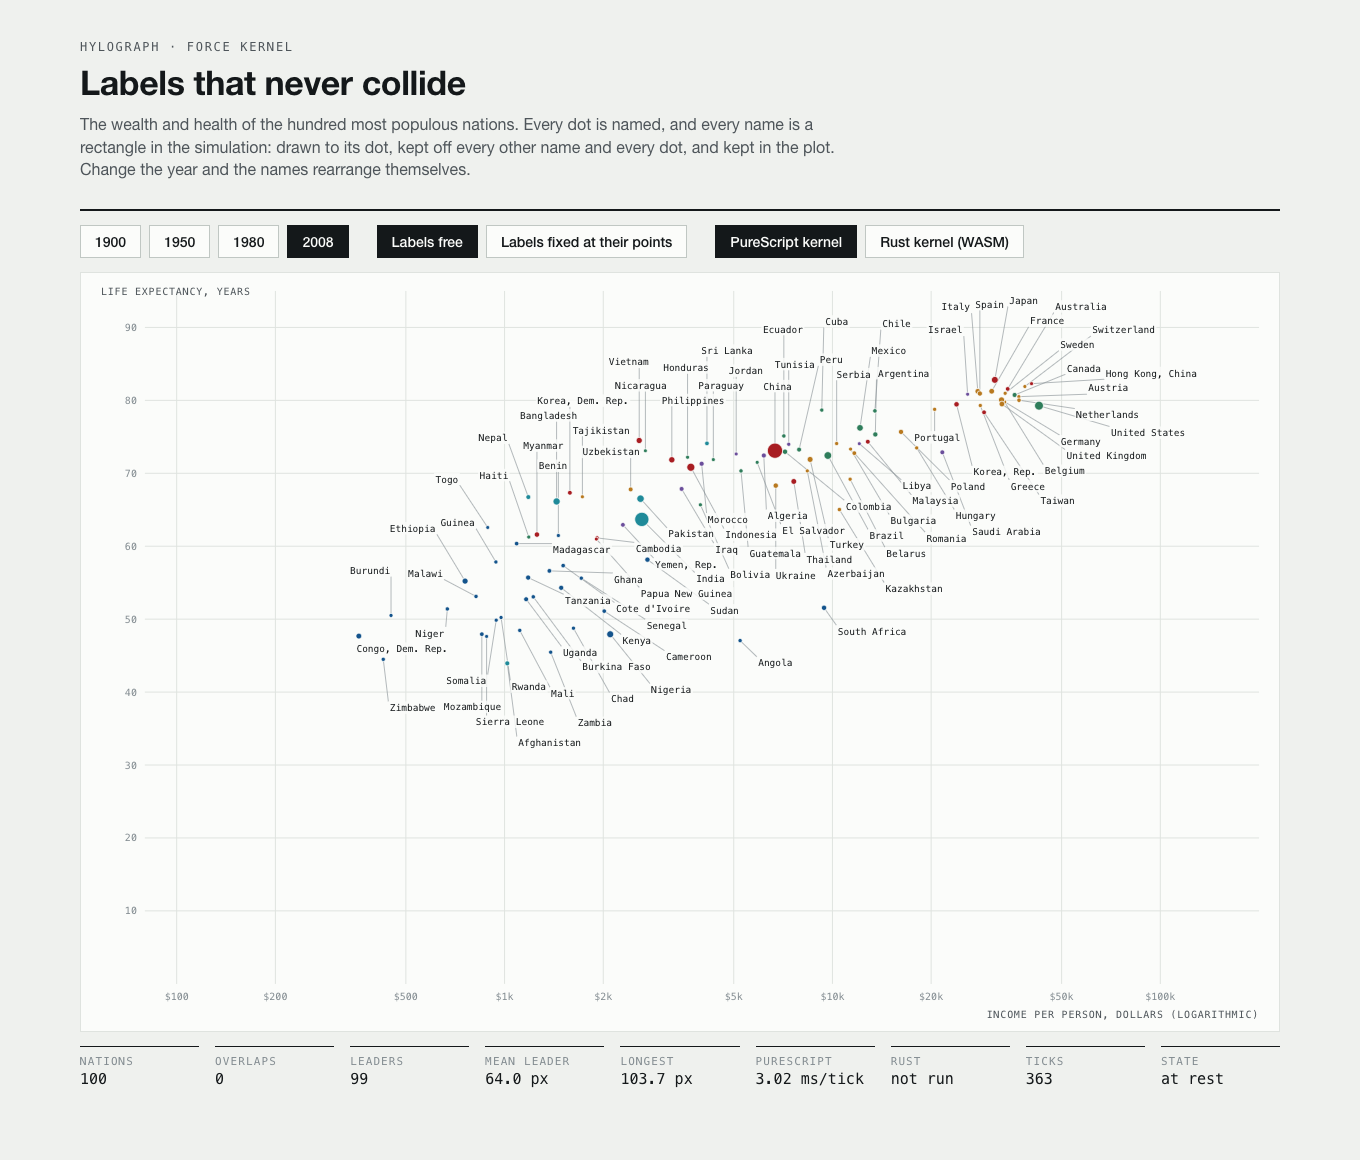 HYLOGRAPH · FORCE KERNEL
Labels that never collide
The wealth and health of the hundred most populous nations. Every dot is named, and every name is a
rectangle in the simulation: drawn to its dot, kept off every other name and every dot, and kept in the plot.
Change the year and the names rearrange themselves.
1900 1950 1980 2008 Labels free Labels fixed at their points PureScript kernel Rust kernel (WASM)
LIFE EXPECTANCY, YEARS
Italy Spain Japan Australia
Cuba Chile France
90 Ecuador Israel Switzerland
Sri Lanka Mexico Sweden
Vietnam Honduras Jordan Tunisia Peru Canada
Serbia Argentina Hong Kong, China
Nicaragua Paraguay China Austria
80 Korea, Dem. Rep. Philippines
Bangladesh Netherlands
Tajikistan United States
Nepal Myanmar Uzbekistan Portugal Germany
United Kingdom
70 Benin Korea, Rep. Belgium
Togo Haiti Libya Poland Greece
Malaysia Taiwan
Colombia
Ethiopia Guinea Morocco Algeria Bulgaria Hungary
Pakistan Indonesia El Salvador Brazil Romania Saudi Arabia
60 Madagascar Cambodia Iraq Guatemala Turkey Belarus
Yemen, Rep. Thailand
Burundi Malawi Ghana India Bolivia Ukraine Azerbaijan
Papua New Guinea Kazakhstan
Tanzania Cote d'Ivoire Sudan
50 Senegal
Niger Kenya South Africa
Congo, Dem. Rep. Uganda Cameroon Angola
Burkina Faso
Somalia Rwanda Mali Nigeria
40 Chad
Zimbabwe Mozambique
Sierra Leone Zambia
Afghanistan
30
20
10
$100 $200 $500 $1k $2k $5k $10k $20k $50k $100k
INCOME PER PERSON, DOLLARS (LOGARITHMIC)
NATIONS OVERLAPS LEADERS MEAN LEADER LONGEST PURESCRIPT RUST TICKS STATE
100 0 99 64.0 px 103.7 px 3.02 ms/tick not run 363 at rest